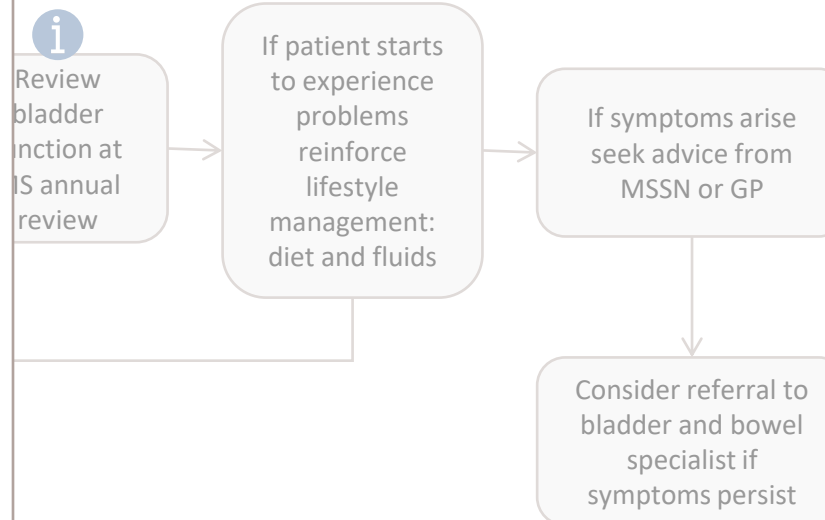 i
Review
bladder
nction at
S annual
review
If patient starts
to experience
problems
reinforce
lifestyle
management:
diet and fluids
If symptoms arise
seek advice from
MSSN or GP
Consider referral to
bladder and bowel
specialist if
symptoms persist